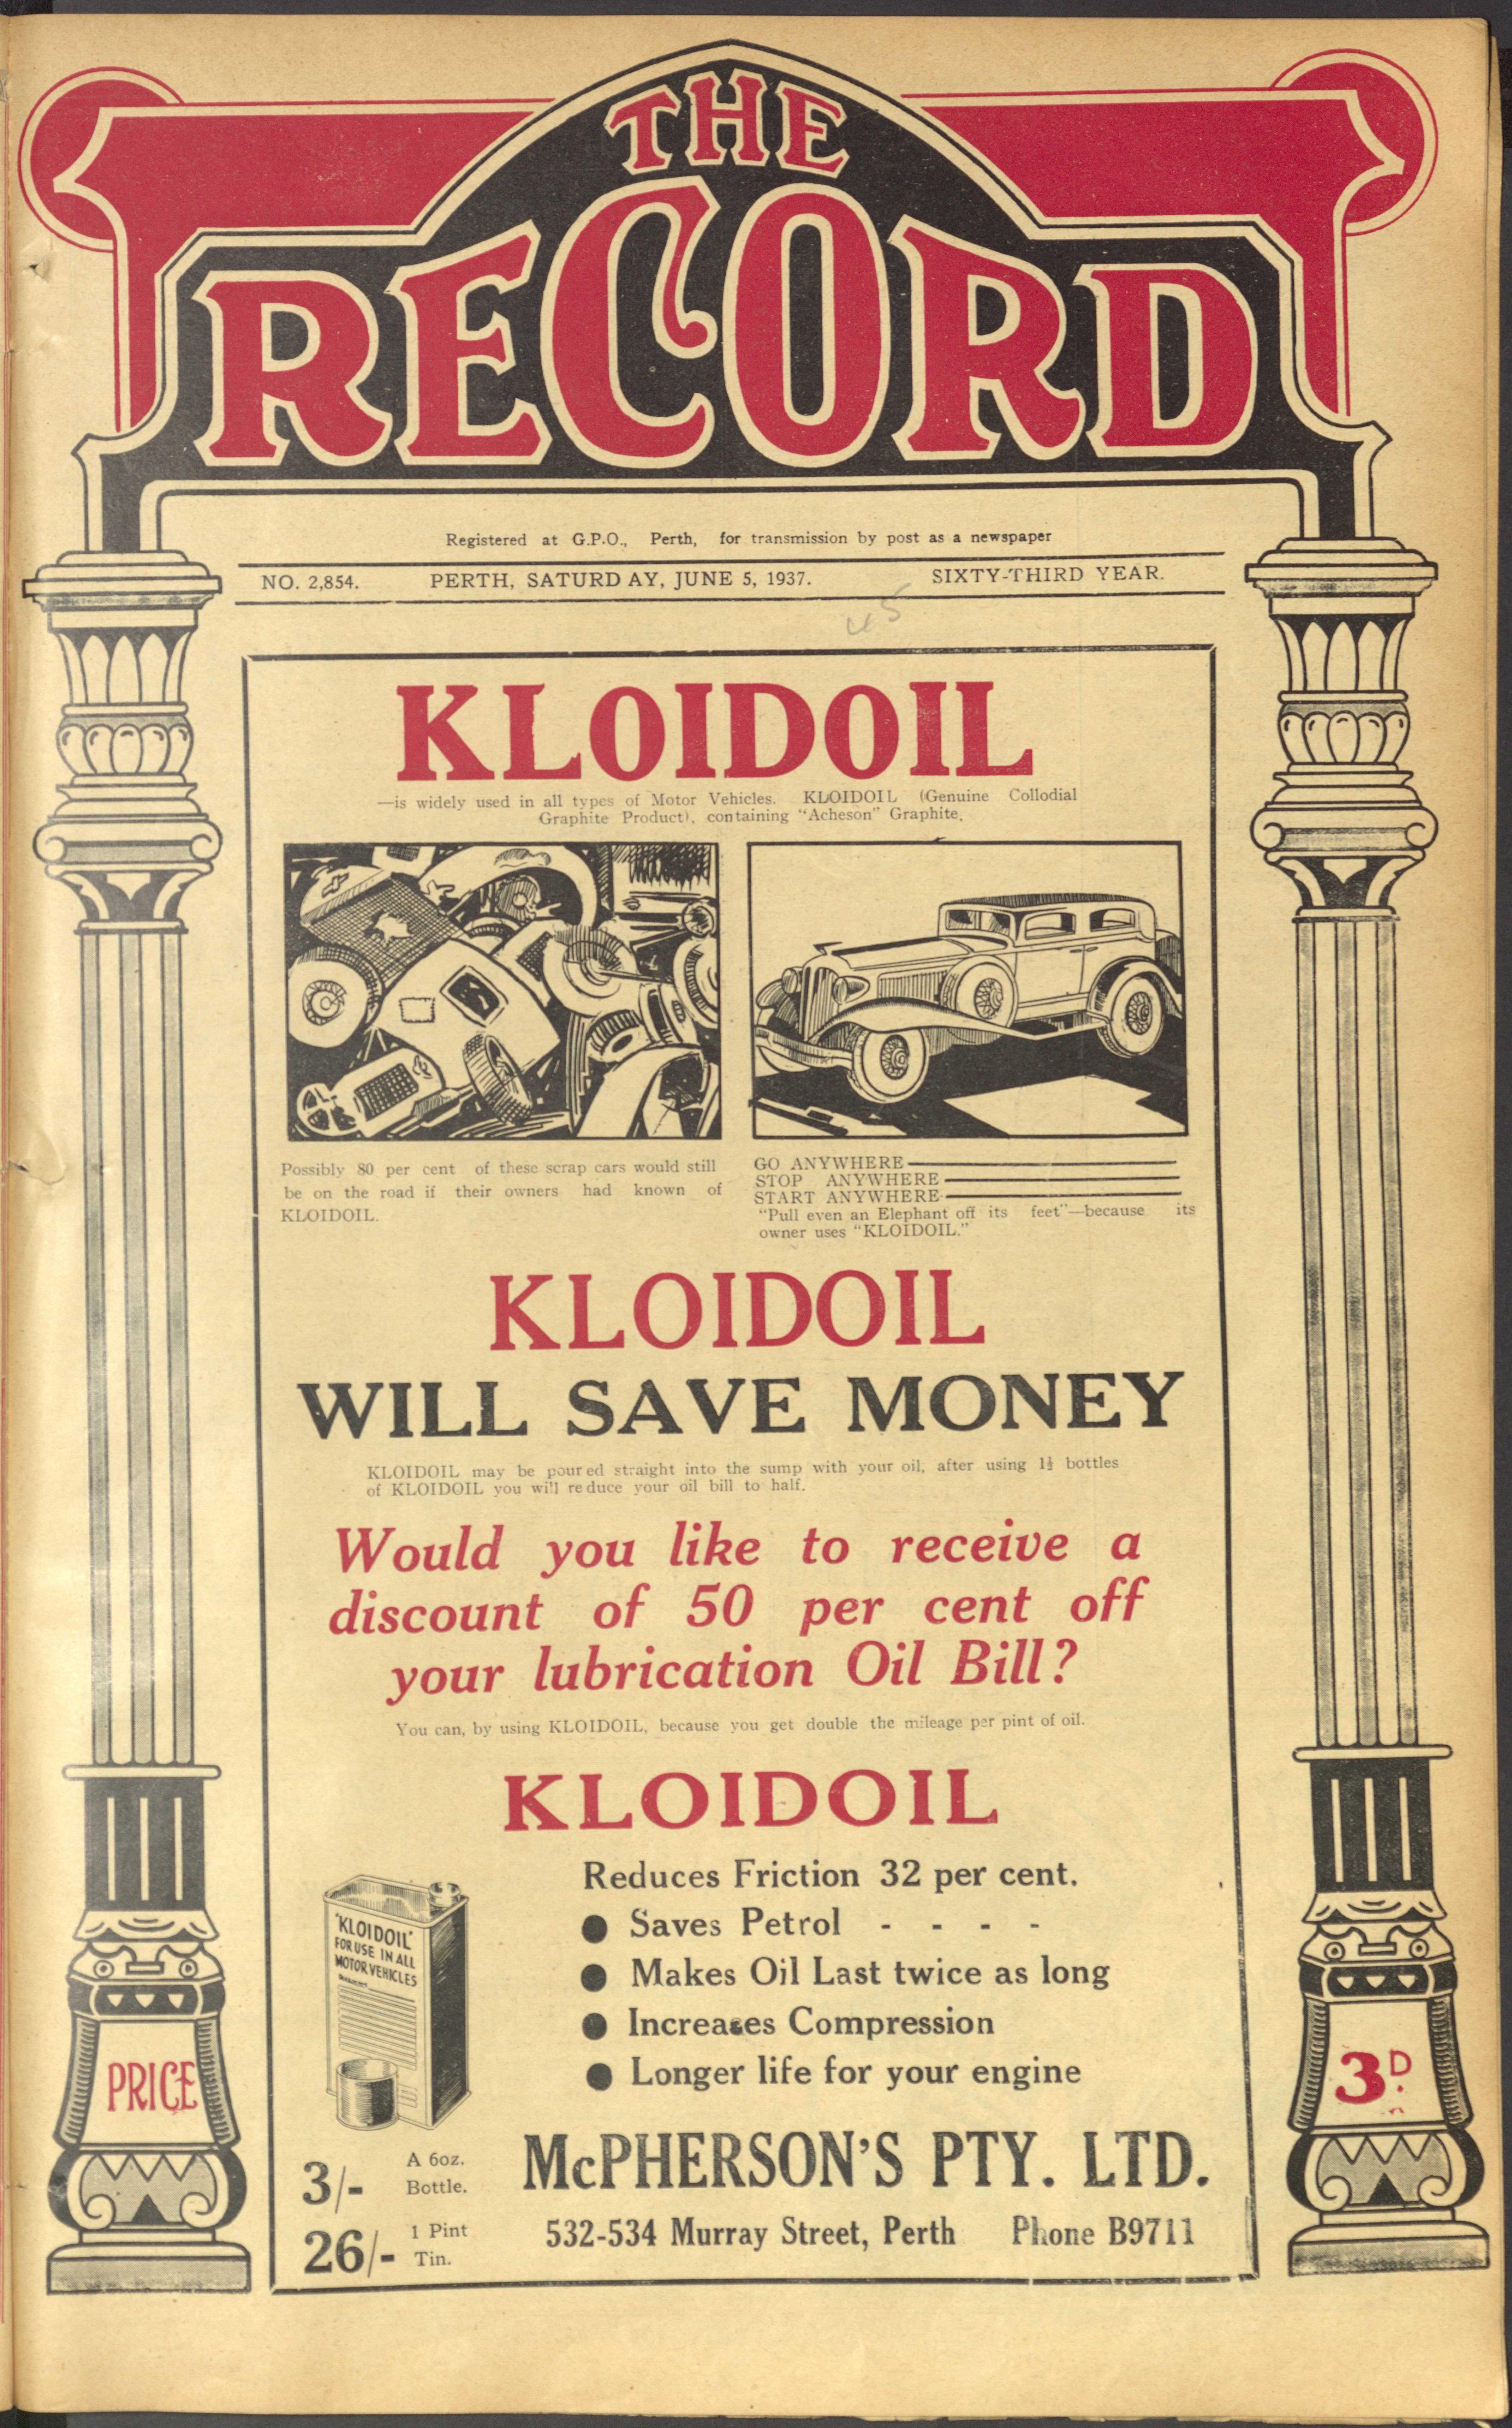 THE
RECORD
Registered at G.P.O., Perth, for transmission by post as a newspaper
NO. 2,854. PERTH, SATURD AY, JUNE 5, 1937. SIXTY-THIRD YEAR.
45
KLOIDOIL
—is widely used in all types of Motor Vehicles. KLOIDOIL (Genuine Collodial
Graphite Product), containing "Acheson" Graphite.
Possibly 80 per cent of these scrap cars would still
be on the road if their owners had known of
KLOIDOIL.
GO ANYWHERE
STOP ANYWHERE
START ANYWHERE
"Pull even an Elephant off its feet"—because its
owner uses "KLOIDOIL."
KLOIDOIL
WILL SAVE MONEY
KLOIDOIL may be poured straight into the sump with your oil, after using 1½ bottles
of KLOIDOIL you will reduce your oil bill to half.
Would you like to receive a
discount of 50 per cent off
your lubrication Oil Bill?
You can, by using KLOIDOIL, because you get double the mileage per pint of oil.
KLOIDOIL
Reduces Friction 32 per cent.
● Saves Petrol - - - -
● Makes Oil Last twice as long
● Increases Compression
● Longer life for your engine
"KLOIDOIL"
FOR USE IN ALL
MOTOR VEHICLES
PRICE
3D.
3/- A 6oz.
Bottle.
26/- 1 Pint
Tin.
McPHERSON'S PTY. LTD.
532-534 Murray Street, Perth Phone B9711